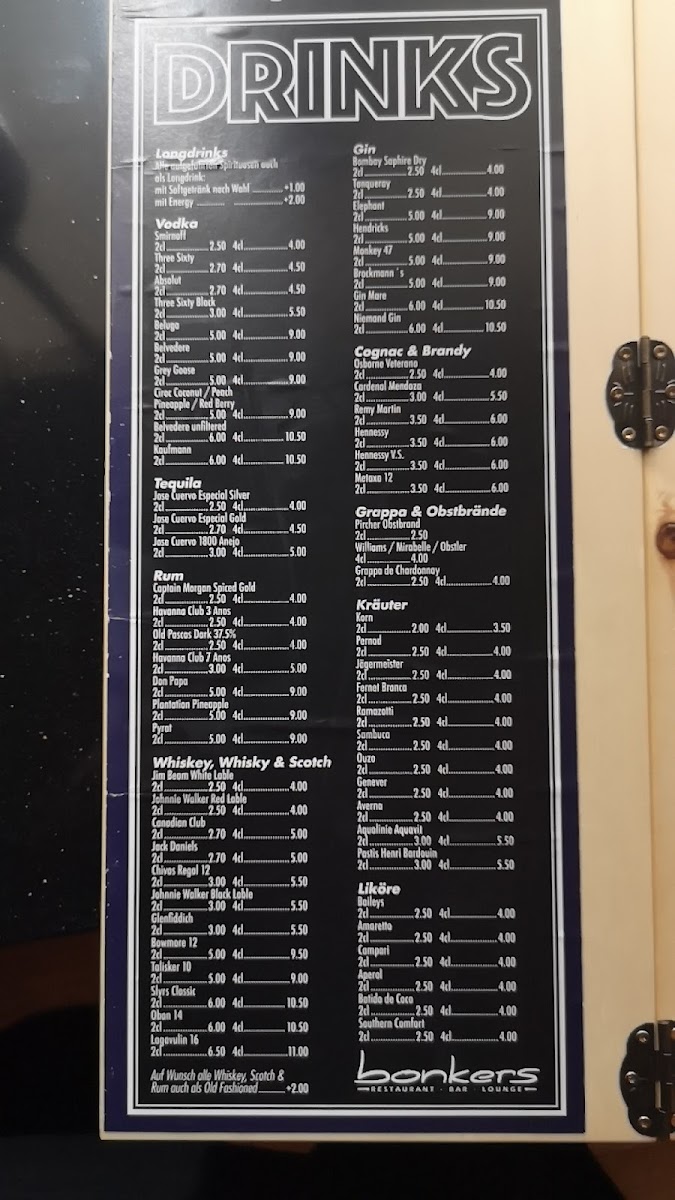 DRINKS
Longdrinks
Alle aufgeführten Spirituosen auch
als Longdrink:
mit Softgetränk nach Wahl ..........+1.00
mit Energy ..........+2.00
Vodka
Smirnoff
2cl..........2.50 4cl..........4.00
Three Sixty
2cl..........2.70 4cl..........4.50
Absolut
2cl..........2.70 4cl..........4.50
Three Sixty Black
2cl..........3.00 4cl..........5.50
Beluga
2cl..........5.00 4cl..........9.00
Belvedere
2cl..........5.00 4cl..........9.00
Grey Goose
2cl..........5.00 4cl..........9.00
Ciroc Coconut / Peach
Pineapple / Red Berry
2cl..........5.00 4cl..........9.00
Belvedere unfiltered
2cl..........6.00 4cl..........10.50
Kaufmann
2cl..........6.00 4cl..........10.50
Tequila
Jose Cuervo Especial Silver
2cl..........2.50 4cl..........4.00
Jose Cuervo Especial Gold
2cl..........2.70 4cl..........4.50
Jose Cuervo 1800 Anejo
2cl..........3.00 4cl..........5.00
Rum
Captain Morgan Spiced Gold
2cl..........2.50 4cl..........4.00
Havanna Club 3 Anos
2cl..........2.50 4cl..........4.00
Old Pascas Dark 37.5%
2cl..........2.50 4cl..........4.00
Havanna Club 7 Anos
2cl..........3.00 4cl..........5.00
Don Papa
2cl..........5.00 4cl..........9.00
Plantation Pineapple
2cl..........5.00 4cl..........9.00
Pyrat
2cl..........5.00 4cl..........9.00
Whiskey, Whisky & Scotch
Jim Beam White Lable
2cl..........2.50 4cl..........4.00
Johnnie Walker Red Lable
2cl..........2.50 4cl..........4.00
Canadian Club
2cl..........2.70 4cl..........5.00
Jack Daniels
2cl..........2.70 4cl..........5.00
Chivas Regal 12
2cl..........3.00 4cl..........5.50
Johnnie Walker Black Lable
2cl..........3.00 4cl..........5.50
Glenfiddich
2cl..........3.00 4cl..........5.50
Bowmore 12
2cl..........5.00 4cl..........9.50
Talisker 10
2cl..........5.00 4cl..........9.00
Slyrs Classic
2cl..........6.00 4cl..........10.50
Oban 14
2cl..........6.00 4cl..........10.50
Lagavulin 16
2cl..........6.50 4cl..........11.00
Auf Wunsch alle Whiskey, Scotch &
Rum auch als Old Fashioned..........+2.00
Gin
Bombay Saphire Dry
2cl..........2.50 4cl..........4.00
Tanqueray
2cl..........2.50 4cl..........4.00
Elephant
2cl..........5.00 4cl..........9.00
Hendricks
2cl..........5.00 4cl..........9.00
Monkey 47
2cl..........5.00 4cl..........9.00
Brockmann´s
2cl..........5.00 4cl..........9.00
Gin Mare
2cl..........6.00 4cl..........10.50
Niemand Gin
2cl..........6.00 4cl..........10.50
Cognac & Brandy
Osborne Veterano
2cl..........2.50 4cl..........4.00
Cardenal Mendoza
2cl..........3.00 4cl..........5.50
Remy Martin
2cl..........3.50 4cl..........6.00
Hennessy
2cl..........3.50 4cl..........6.00
Hennessy V.S.
2cl..........3.50 4cl..........6.00
Metaxa 12
2cl..........3.50 4cl..........6.00
Grappa & Obstbrände
Pircher Obstbrand
2cl..........2.50
Williams / Mirabelle / Obstler
4cl..........4.00
Grappa de Chardonnay
2cl..........2.50 4cl..........4.00
Kräuter
Korn
2cl..........2.00 4cl..........3.50
Pernod
2cl..........2.50 4cl..........4.00
Jägermeister
2cl..........2.50 4cl..........4.00
Fernet Branca
2cl..........2.50 4cl..........4.00
Ramazotti
2cl..........2.50 4cl..........4.00
Sambuca
2cl..........2.50 4cl..........4.00
Ouzo
2cl..........2.50 4cl..........4.00
Genever
2cl..........2.50 4cl..........4.00
Averna
2cl..........2.50 4cl..........4.00
Aqualinie Aquavit
2cl..........3.00 4cl..........5.50
Pastis Henri Bardouin
2cl..........3.00 4cl..........5.50
Liköre
Baileys
2cl..........2.50 4cl..........4.00
Amaretto
2cl..........2.50 4cl..........4.00
Campari
2cl..........2.50 4cl..........4.00
Aperol
2cl..........2.50 4cl..........4.00
Batida de Coco
2cl..........2.50 4cl..........4.00
Southern Comfort
2cl..........2.50 4cl..........4.00
bonkers
RESTAURANT · BAR · LOUNGE